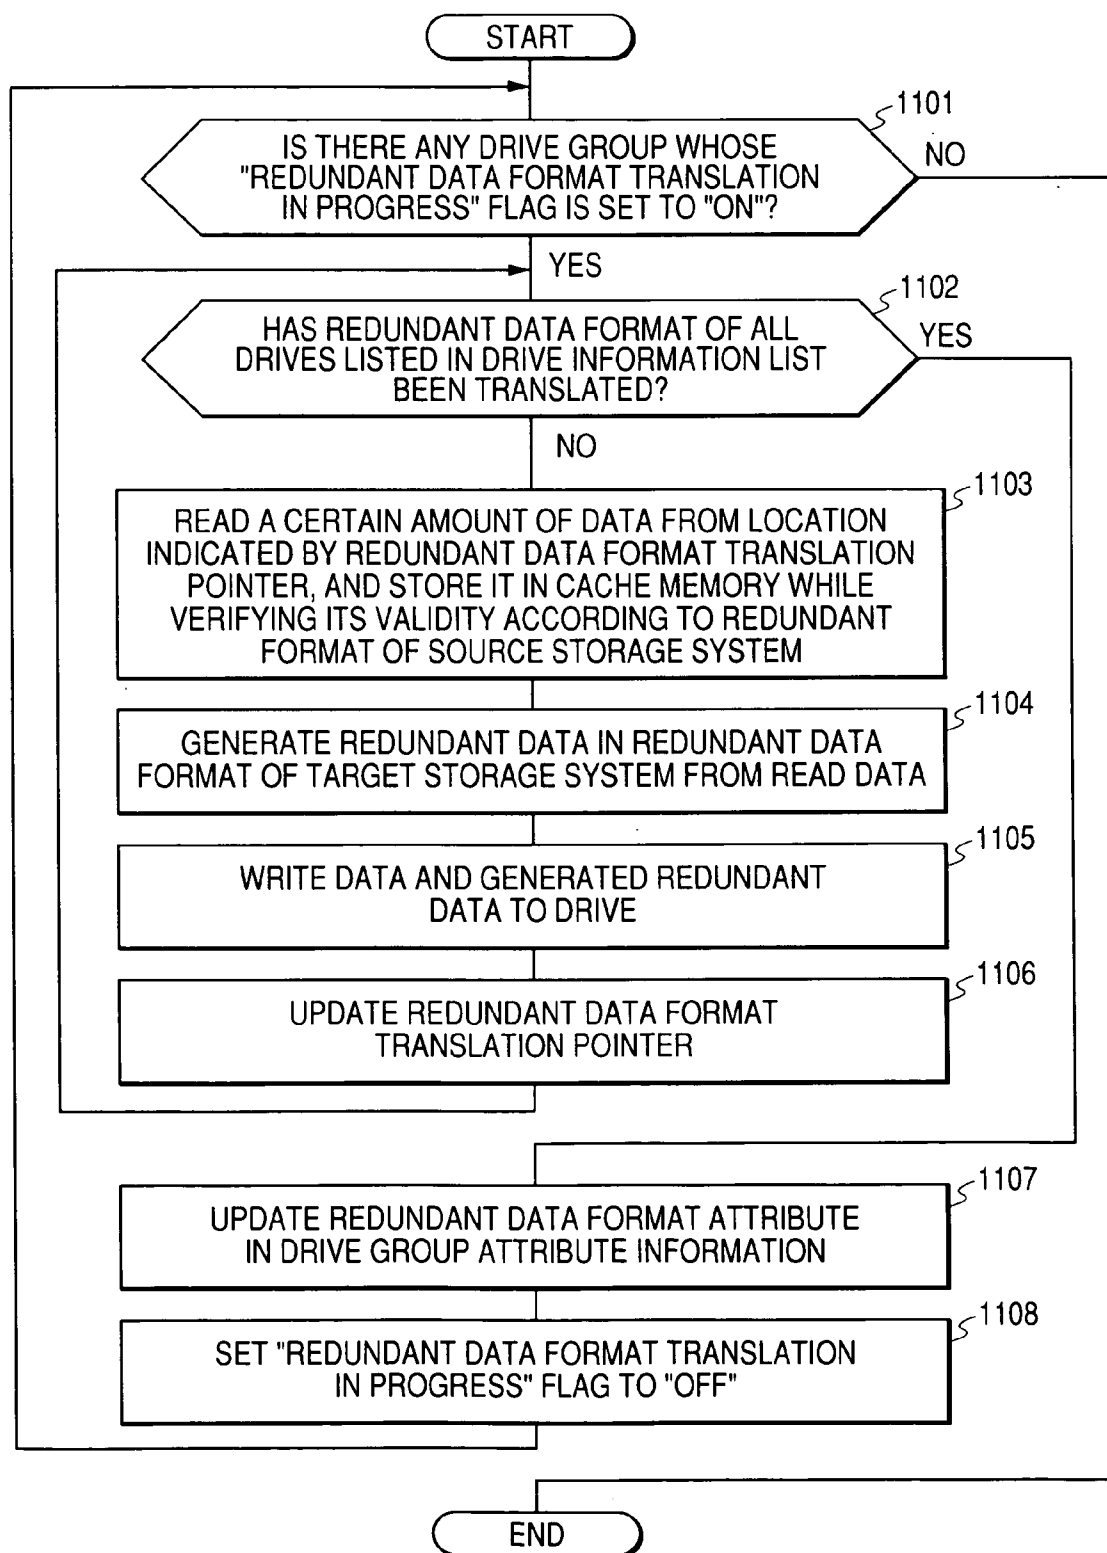 START
1101
IS THERE ANY DRIVE GROUP WHOSE
"REDUNDANT DATA FORMAT TRANSLATION
IN PROGRESS" FLAG IS SET TO "ON"?
NO
YES
1102
HAS REDUNDANT DATA FORMAT OF ALL
DRIVES LISTED IN DRIVE INFORMATION LIST
BEEN TRANSLATED?
YES
NO
1103
READ A CERTAIN AMOUNT OF DATA FROM LOCATION
INDICATED BY REDUNDANT DATA FORMAT TRANSLATION
POINTER, AND STORE IT IN CACHE MEMORY WHILE
VERIFYING ITS VALIDITY ACCORDING TO REDUNDANT
FORMAT OF SOURCE STORAGE SYSTEM
1104
GENERATE REDUNDANT DATA IN REDUNDANT DATA
FORMAT OF TARGET STORAGE SYSTEM FROM READ DATA
1105
WRITE DATA AND GENERATED REDUNDANT
DATA TO DRIVE
1106
UPDATE REDUNDANT DATA FORMAT
TRANSLATION POINTER
1107
UPDATE REDUNDANT DATA FORMAT ATTRIBUTE
IN DRIVE GROUP ATTRIBUTE INFORMATION
1108
SET "REDUNDANT DATA FORMAT TRANSLATION
IN PROGRESS" FLAG TO "OFF"
END